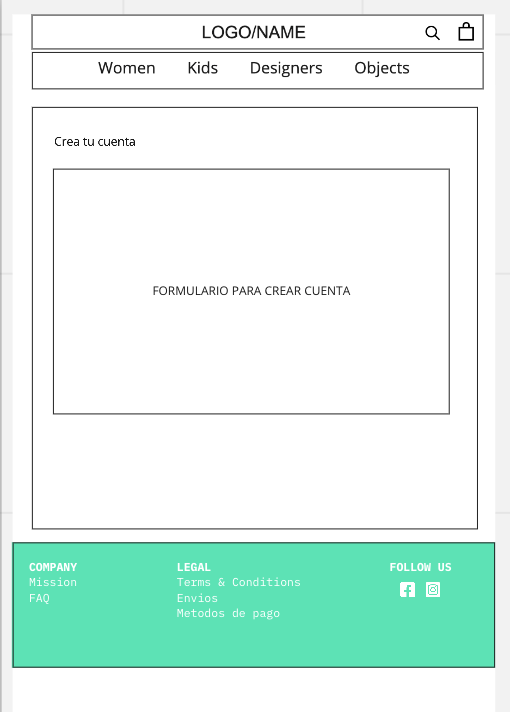 LOGO/NAME
Women Kids Designers Objects
Crea tu cuenta
FORMULARIO PARA CREAR CUENTA
COMPANY
Mission
FAQ
LEGAL
Terms & Conditions
Envios
Metodos de pago
FOLLOW US